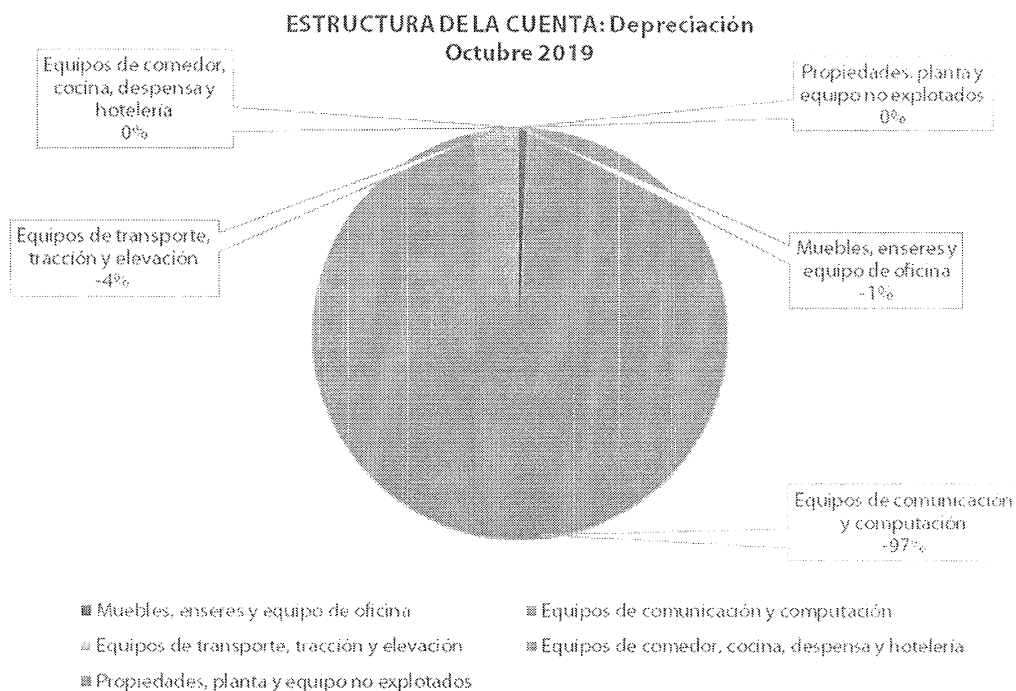 ESTRUCTURA DE LA CUENTA: Depreciación
Octubre 2019
Equipos de comedor,
cocina, despensa y
hotelería
0%
Propiedades, planta y
equipo no explotados
0%
Equipos de transporte,
tracción y elevación
-4%
Muebles, enseres y
equipo de oficina
-1%
Equipos de comunicación
y computación
-97%
Muebles, enseres y equipo de oficina
Equipos de comunicación y computación
Equipos de transporte, tracción y elevación
Equipos de comedor, cocina, despensa y hotelería
Propiedades, planta y equipo no explotados